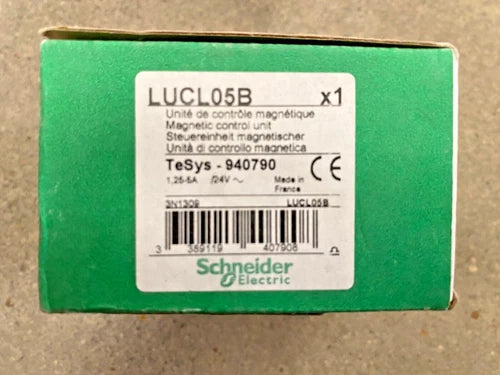 LUCL05B x1
Unité de contrôle magnétique
Magnetic control unit
Steuereinheit magnetischer
Unità di controllo magnetica
TeSys - 940790 CE
1,25-5A /24V ~ Made in
France
3N1309 LUCL05B
3 389119 407908
Schneider
Electric